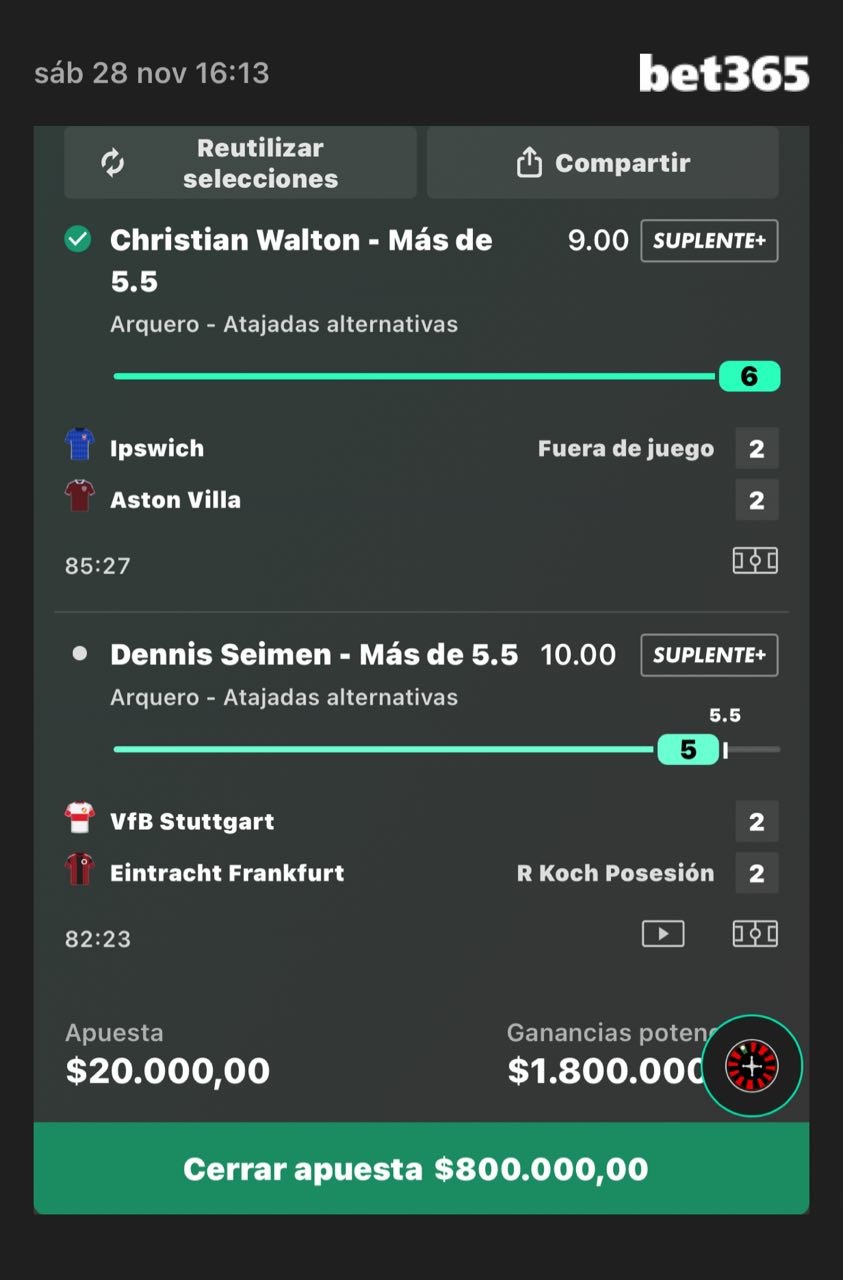 sáb 28 nov 16:13
bet365
Reutilizar
selecciones
Compartir
Christian Walton - Más de 9.00 SUPLENTE+
5.5
Arquero - Atajadas alternativas
6
Ipswich Fuera de juego 2
Aston Villa 2
85:27
Dennis Seimen - Más de 5.5 10.00 SUPLENTE+
Arquero - Atajadas alternativas
5.5
5
VfB Stuttgart 2
Eintracht Frankfurt R Koch Posesión 2
82:23
Apuesta Ganancias
$20.000,00 $1.800.000
Cerrar apuesta $800.000,00